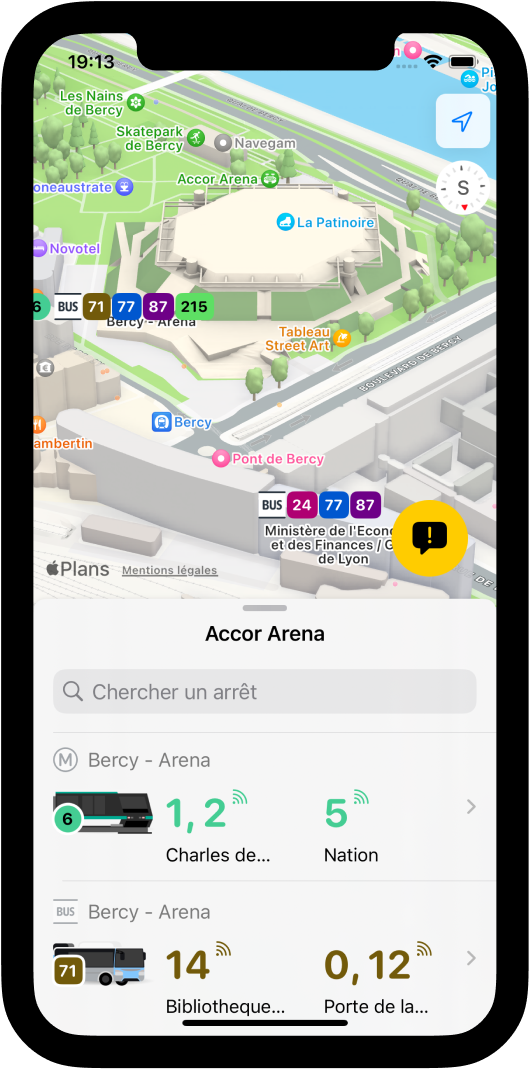 19:13
Les Nains
de Bercy
Skatepark
de Bercy
Navegam
Accor Arena
oneaustrate
S
La Patinoire
Novotel
6 BUS 71 77 87 215
Bercy - Arena
Tableau
Street Art
BOULEVARD DE BERCY
Bercy
ambertin
Pont de Bercy
BUS 24 77 87
Ministère de l'Econo
et des Finances / G
de Lyon
Plans Mentions légales
Accor Arena
Chercher un arrêt
M Bercy - Arena
6 1, 2 5
Charles de... Nation
BUS Bercy - Arena
71 14 0, 12
Bibliotheque... Porte de la...